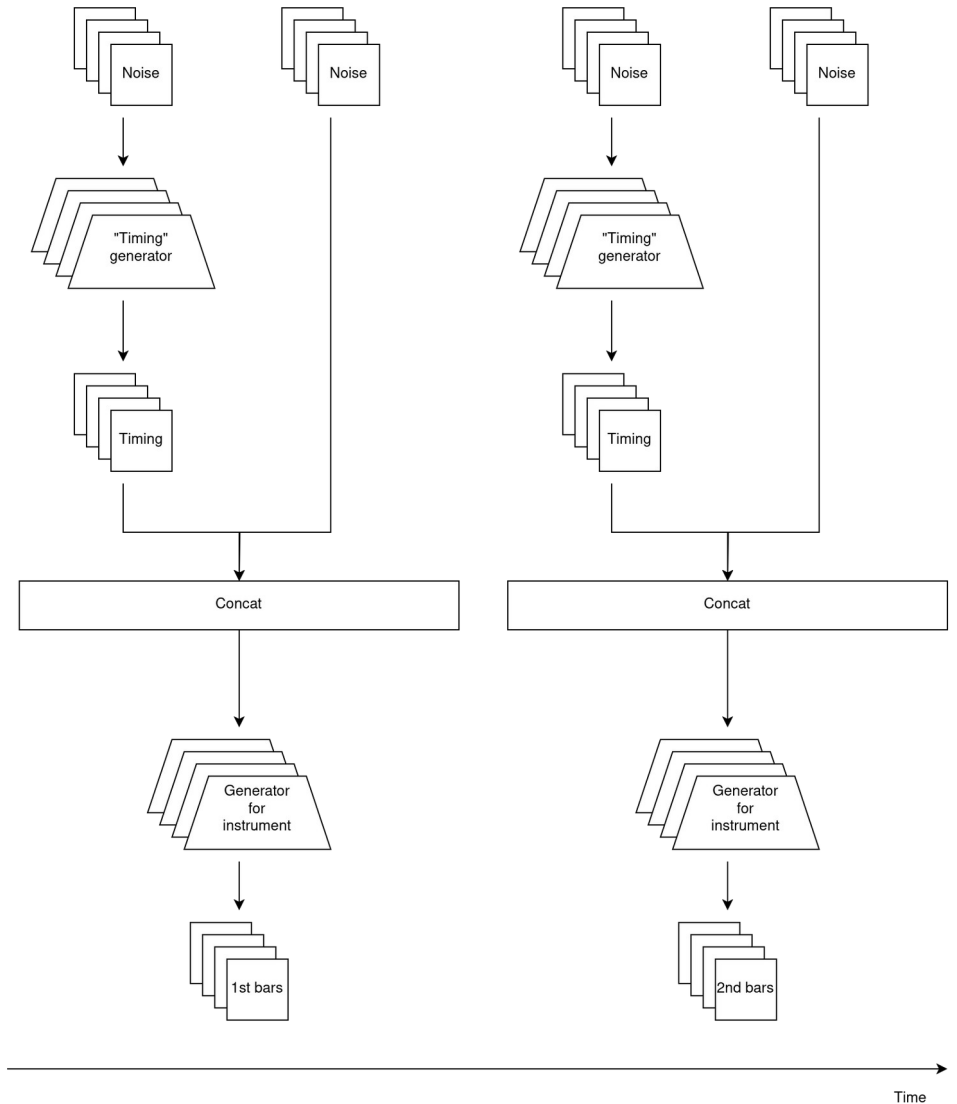 Noise
Noise
Noise
Noise
"Timing"
generator
"Timing"
generator
Timing
Timing
Concat
Concat
Generator
for
instrument
Generator
for
instrument
1st bars
2nd bars
Time